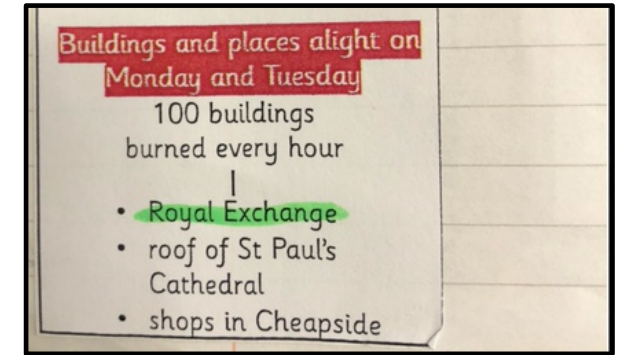 Buildings and places alight on
Monday and Tuesday
100 buildings
burned every hour
• Royal Exchange
• roof of St Paul's
Cathedral
• shops in Cheapside